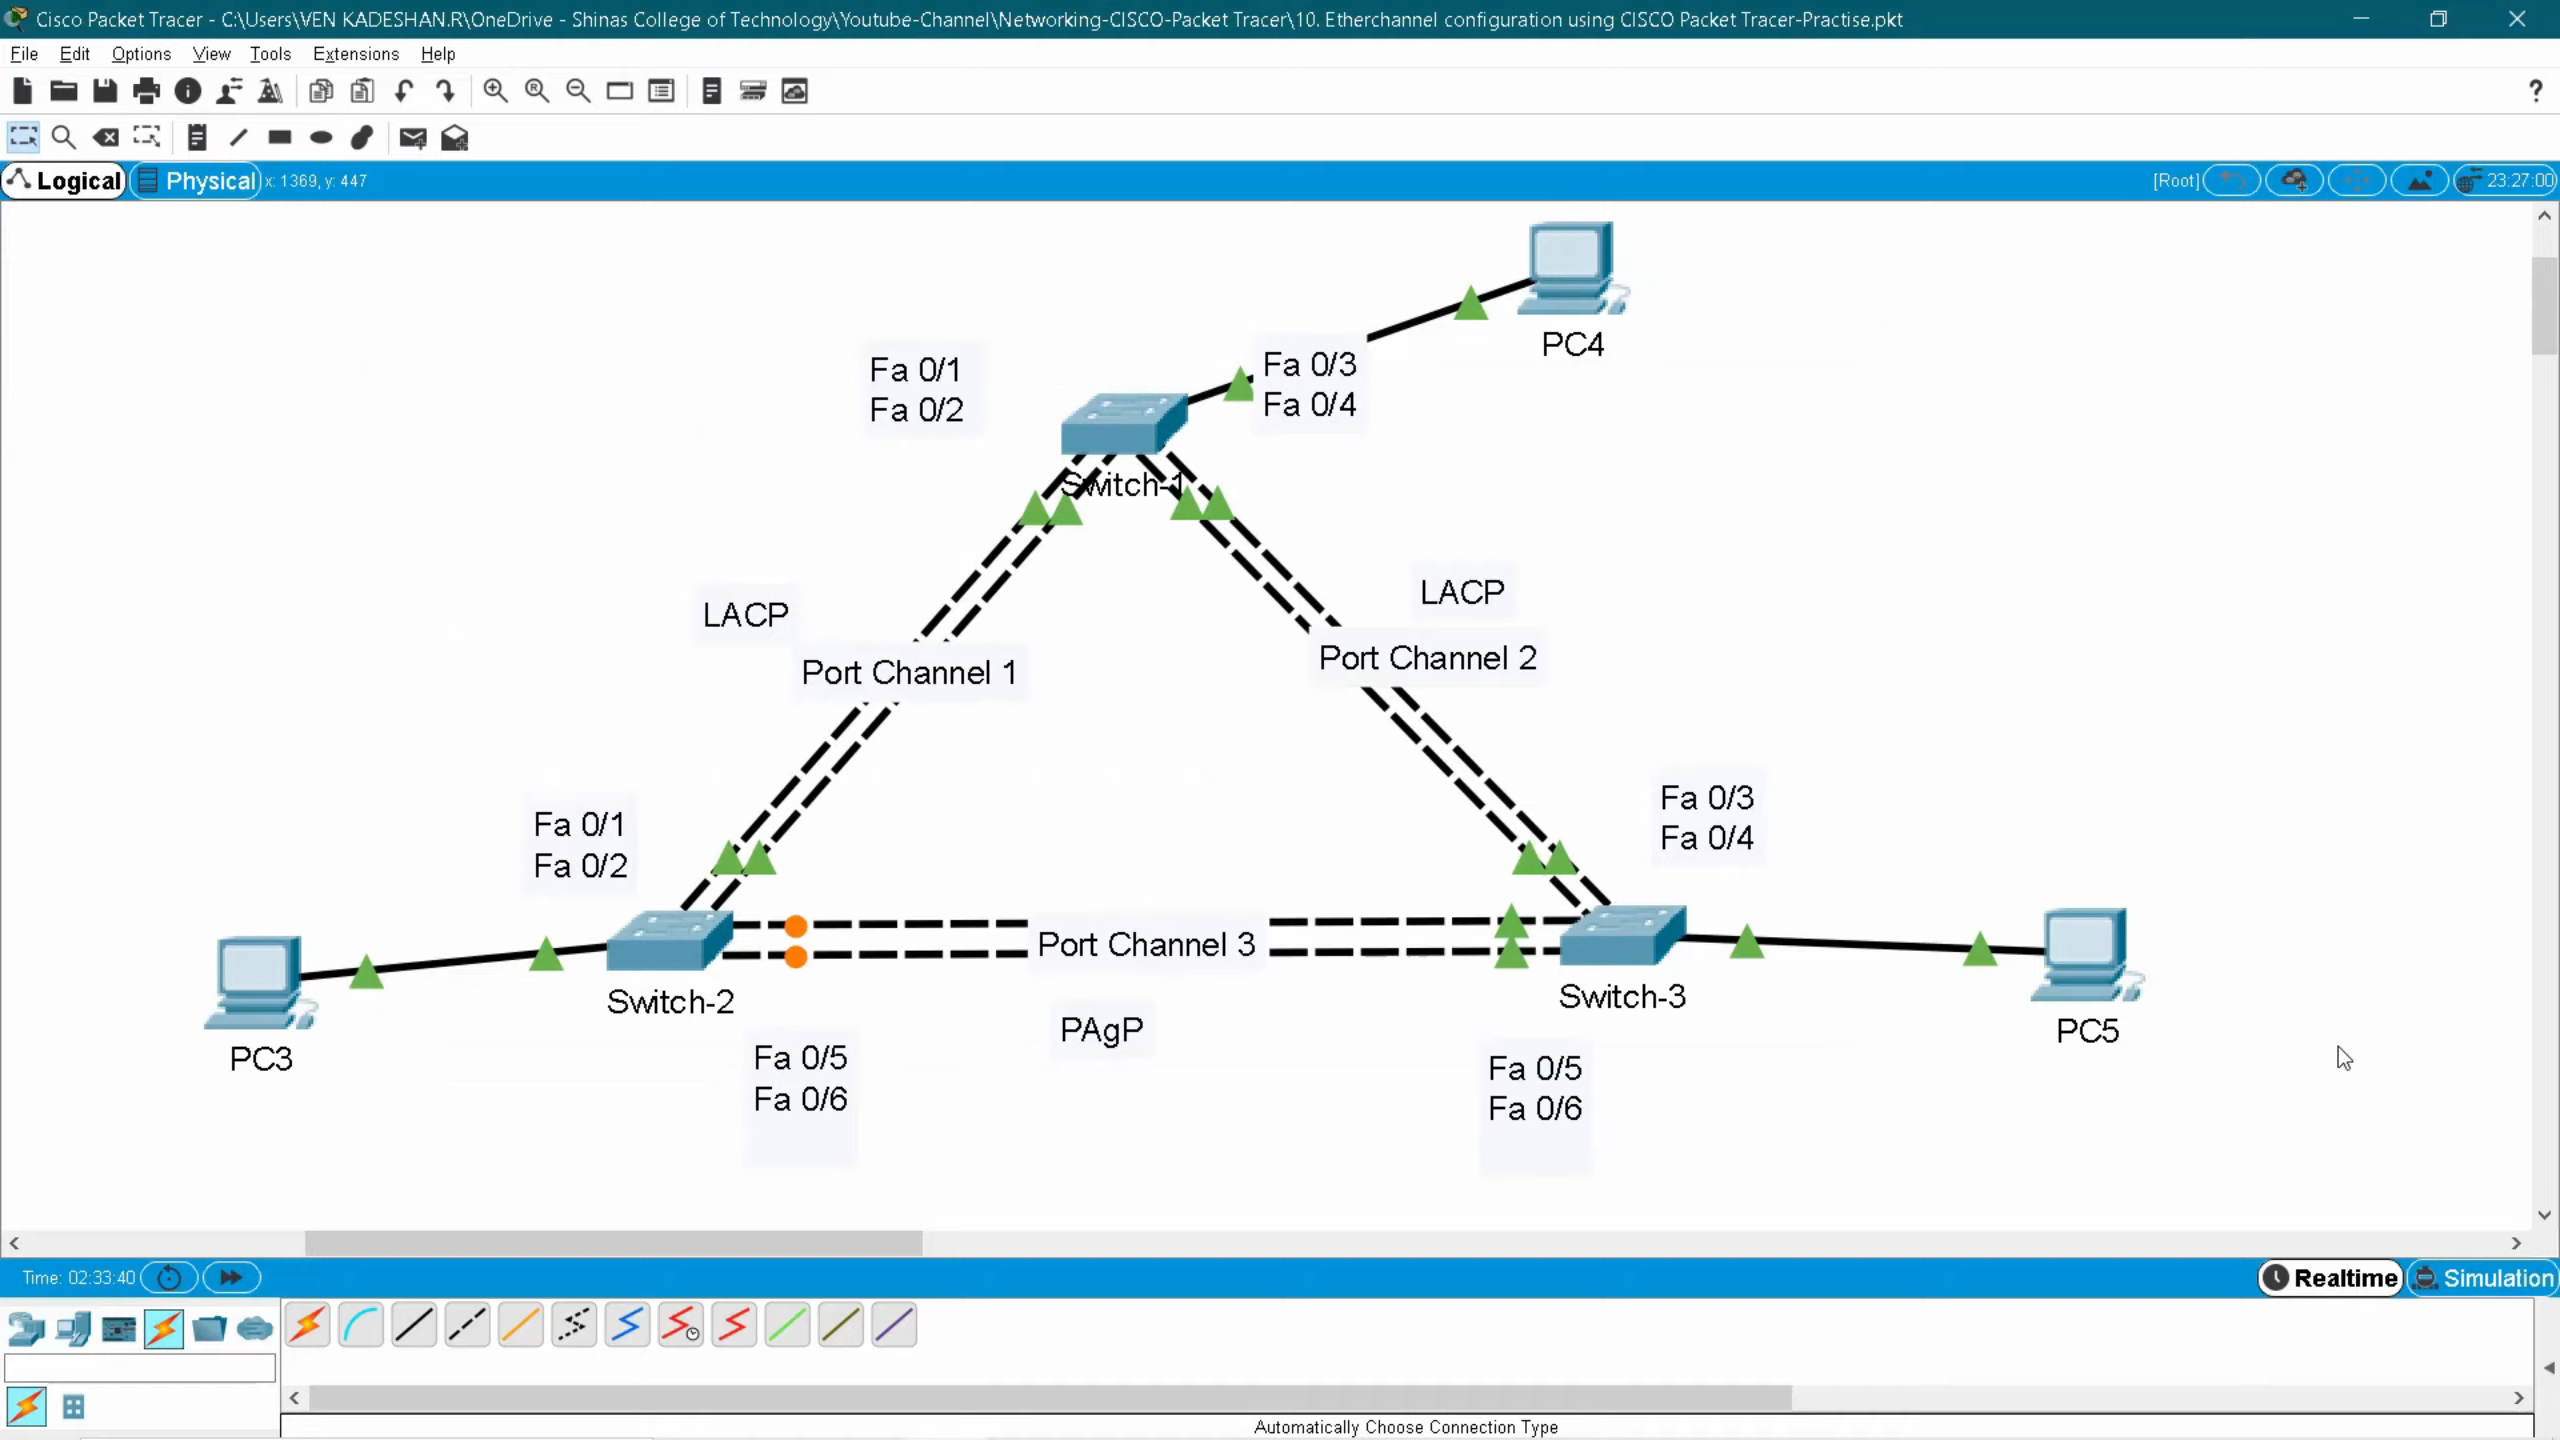 Cisco Packet Tracer - C:\Users\VEN KADESHAN.R\OneDrive - Shinas College of Technology\Youtube-Channel\Networking-CISCO-Packet Tracer\10. Etherchannel configuration using CISCO Packet Tracer-Practise.pkt
File Edit Options View Tools Extensions Help
?
Logical Physical x: 1369, y: 447 [Root] 23:27:00
PC4
Fa 0/1
Fa 0/2
Fa 0/3
Fa 0/4
Switch-1
LACP
LACP
Port Channel 1
Port Channel 2
Fa 0/1
Fa 0/2
Fa 0/3
Fa 0/4
Port Channel 3
Switch-2
Switch-3
PC3
PC5
PAgP
Fa 0/5
Fa 0/6
Fa 0/5
Fa 0/6
Time: 02:33:40 Realtime Simulation
Automatically Choose Connection Type